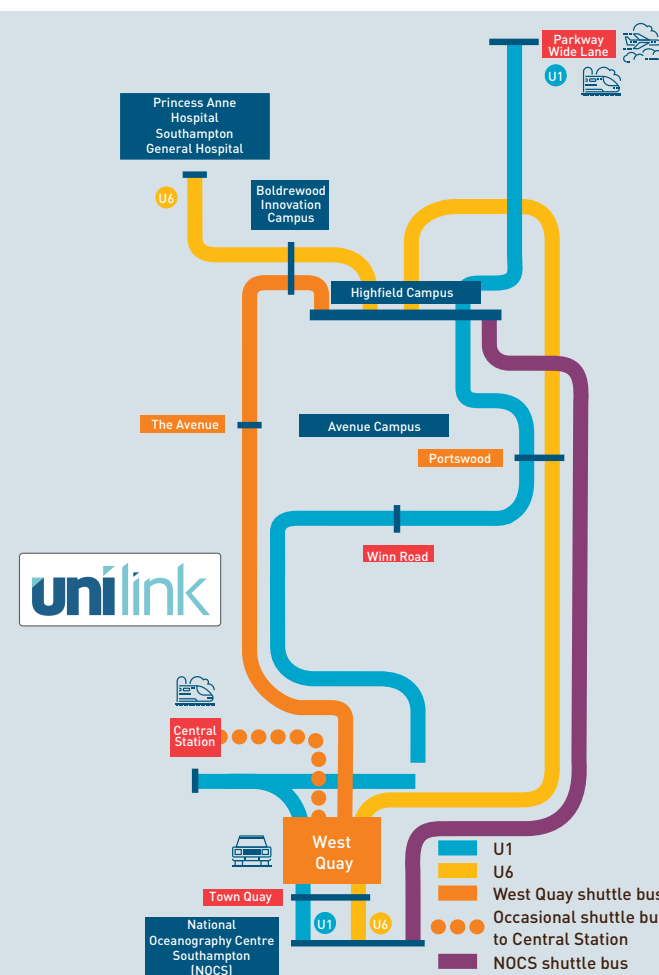 Parkway
Wide Lane
U1
Princess Anne
Hospital
Southampton
General Hospital
U6
Boldrewood
Innovation
Campus
Highfield Campus
The Avenue
Avenue Campus
Portswood
Winn Road
unilink
Central
Station
West
Quay
Town Quay
U1
U6
National
Oceanography Centre
Southampton
(NOCS)
U1
U6
West Quay shuttle bus
Occasional shuttle bu
to Central Station
NOCS shuttle bus